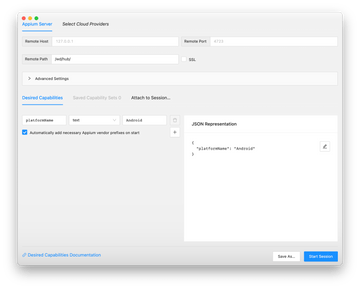 Appium Server
Select Cloud Providers
Remote Host
127.0.0.1
Remote Port
4723
Remote Path
/wd/hub/
SSL
Advanced Settings
Desired Capabilities
Saved Capability Sets 0
Attach to Session...
platformName
text
Android
Automatically add necessary Appium vendor prefixes on start
JSON Representation
{
"platformName": "Android"
}
Desired Capabilities Documentation
Save As...
Start Session